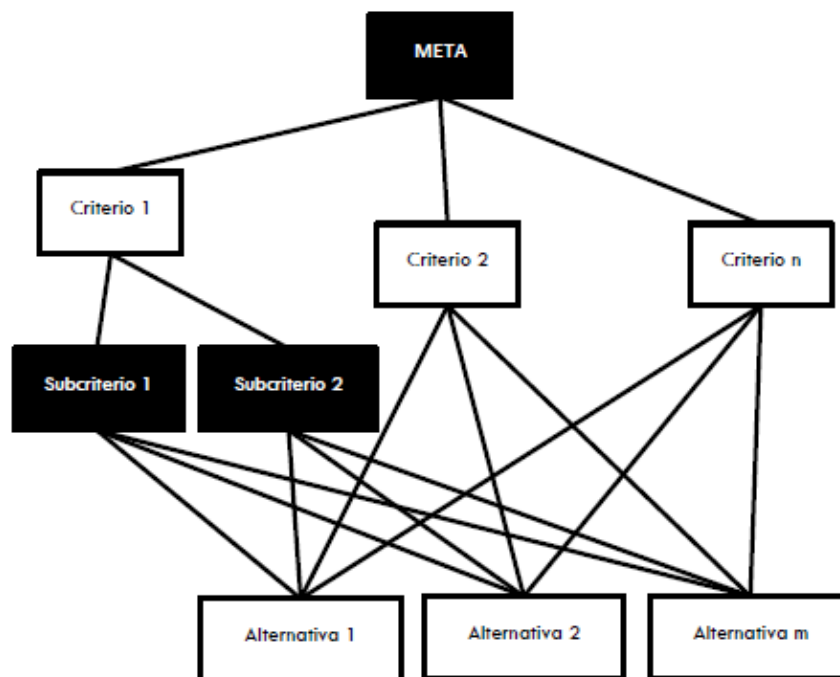 META
Criterio 1
Criterio 2
Criterio n
Subcriterio 1
Subcriterio 2
Alternativa 1
Alternativa 2
Alternativa m